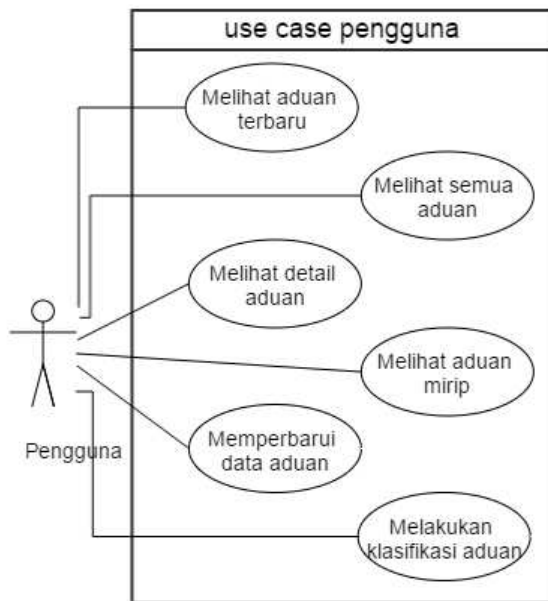 use case pengguna
Melihat aduan
terbaru
Melihat semua
aduan
Melihat detail
aduan
Melihat aduan
mirip
Pengguna
Memperbarui
data aduan
Melakukan
klasifikasi aduan